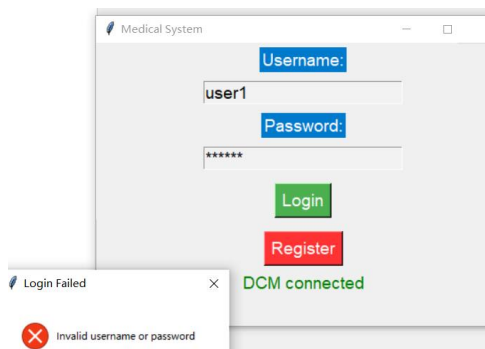 Medical System
Username:
user1
Password:
******
Login
Register
DCM connected
Login Failed
Invalid username or password